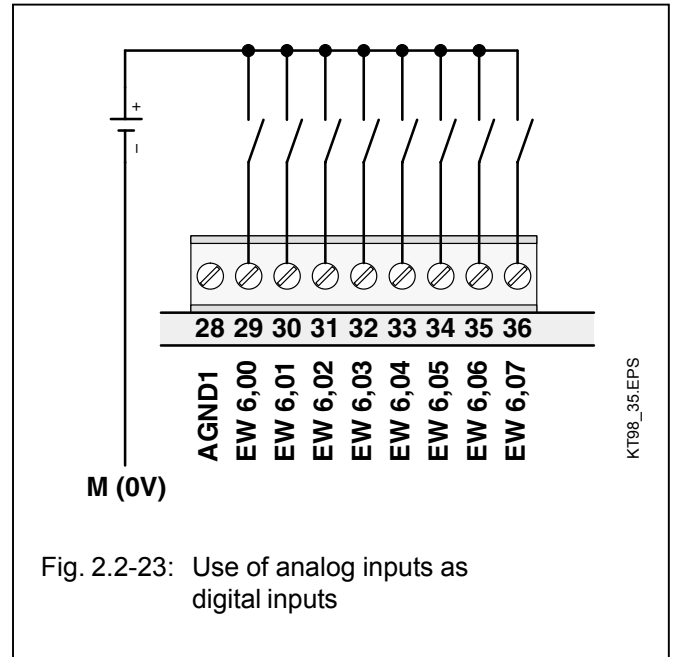 +
–
28 29 30 31 32 33 34 35 36
AGND1
EW 6,00
EW 6,01
EW 6,02
EW 6,03
EW 6,04
EW 6,05
EW 6,06
EW 6,07
M (0V)
KT98_35.EPS
Fig. 2.2-23: Use of analog inputs as
digital inputs